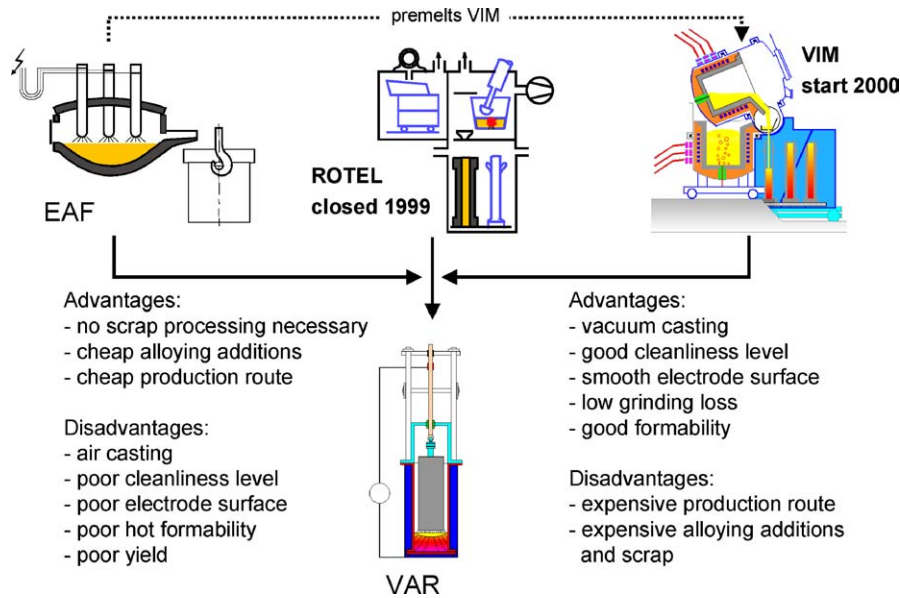 premelts VIM
VIM
start 2000
ROTEL
closed 1999
EAF
Advantages:
- no scrap processing necessary
- cheap alloying additions
- cheap production route
Disadvantages:
- air casting
- poor cleanliness level
- poor electrode surface
- poor hot formability
- poor yield
Advantages:
- vacuum casting
- good cleanliness level
- smooth electrode surface
- low grinding loss
- good formability
Disadvantages:
- expensive production route
- expensive alloying additions
and scrap
VAR